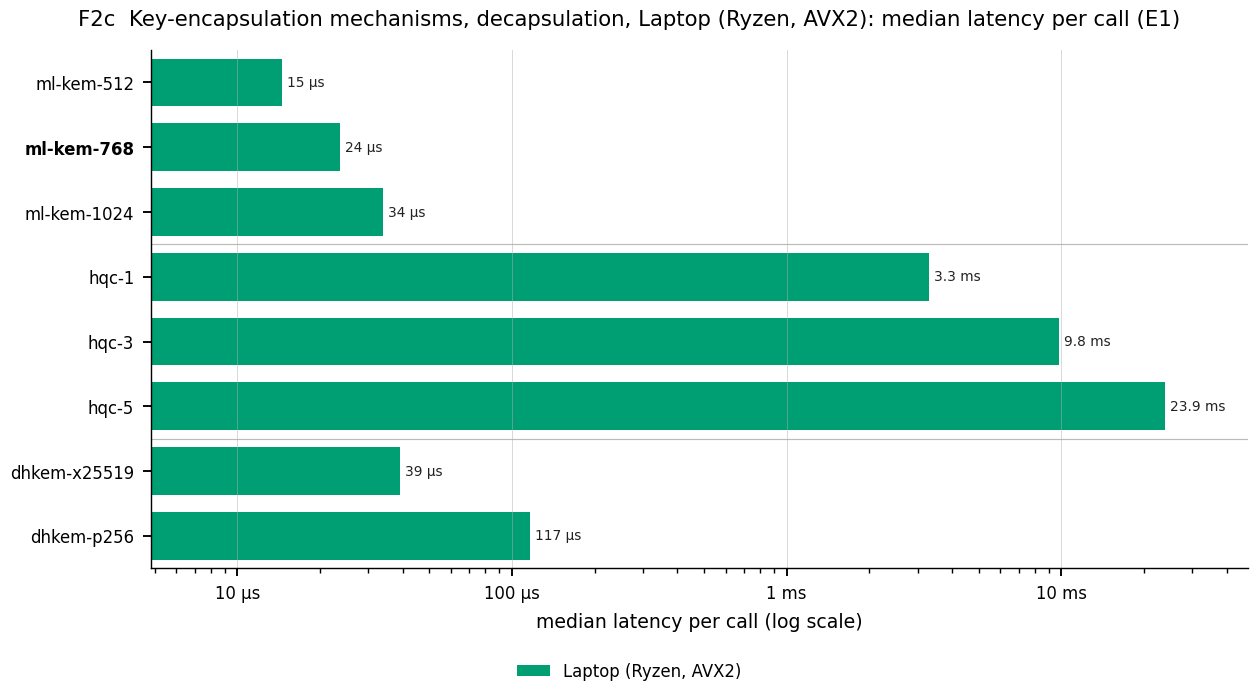 F2c  Key-encapsulation mechanisms, decapsulation, Laptop (Ryzen, AVX2): median latency per call (E1)
ml-kem-512 15 µs
ml-kem-768 24 µs
ml-kem-1024 34 µs
hqc-1 3.3 ms
hqc-3 9.8 ms
hqc-5 23.9 ms
dhkem-x25519 39 µs
dhkem-p256 117 µs
10 µs 100 µs 1 ms 10 ms
median latency per call (log scale)
Laptop (Ryzen, AVX2)